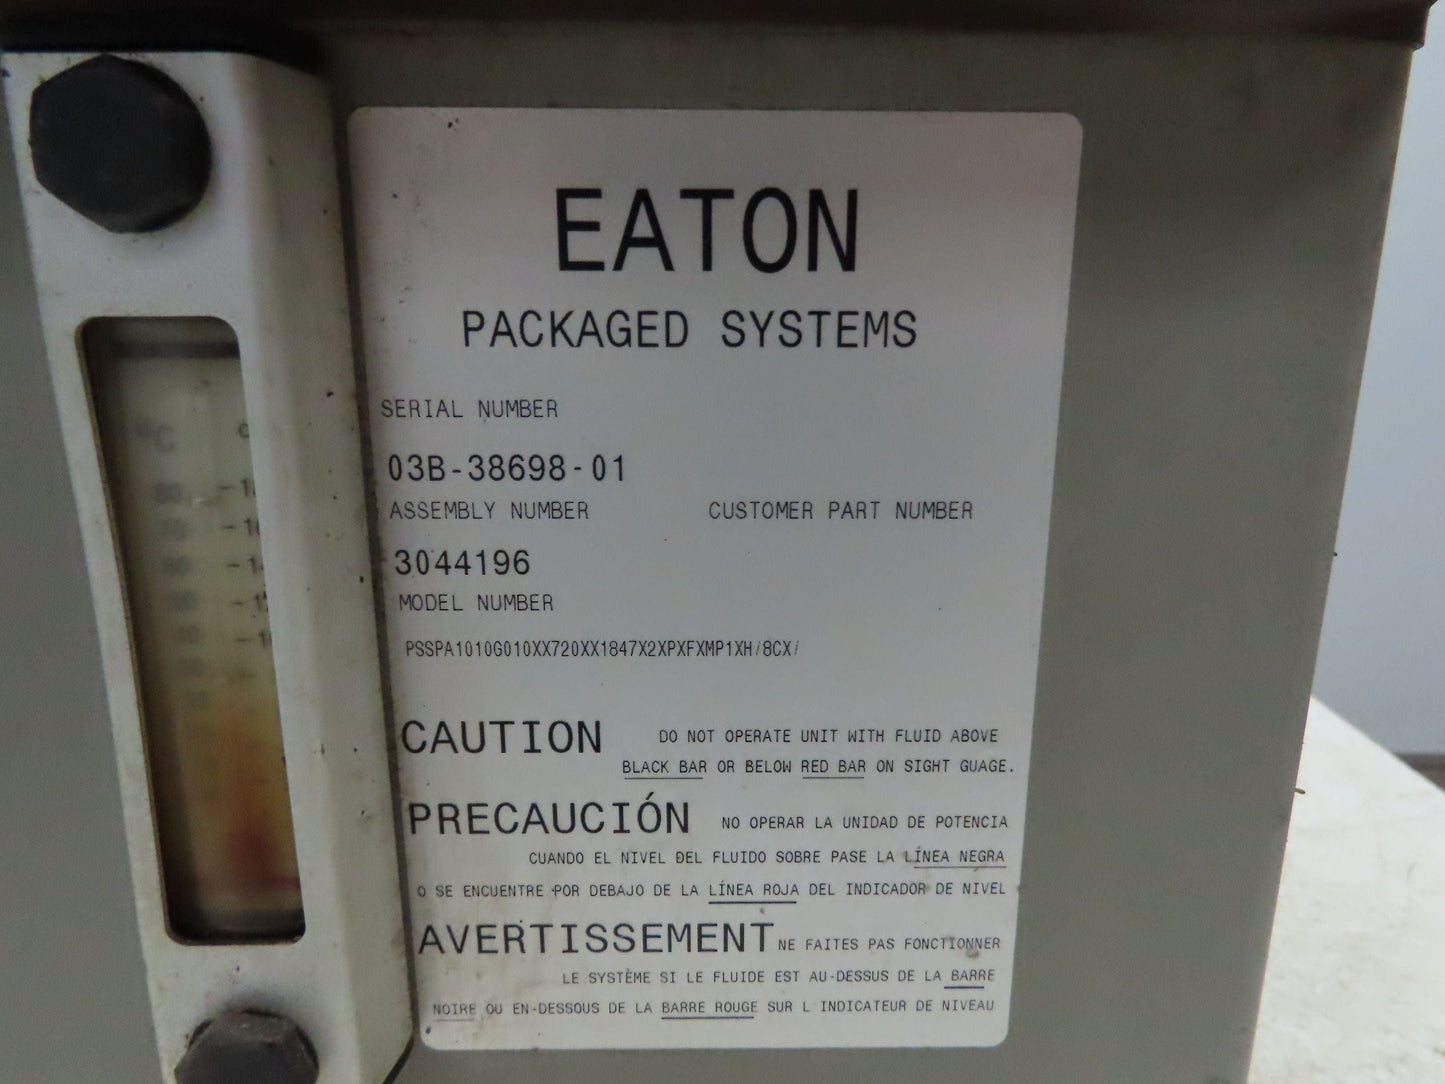 EATON
PACKAGED SYSTEMS
SERIAL NUMBER
03B-38698-01
ASSEMBLY NUMBER CUSTOMER PART NUMBER
3044196
MODEL NUMBER
PSSPA1010G010XX720XX1847X2XPXFXMP1XH/8CX/
CAUTION DO NOT OPERATE UNIT WITH FLUID ABOVE
BLACK BAR OR BELOW RED BAR ON SIGHT GUAGE.
PRECAUCIÓN NO OPERAR LA UNIDAD DE POTENCIA
CUANDO EL NIVEL DEL FLUIDO SOBRE PASE LA LÍNEA NEGRA
O SE ENCUENTRE POR DEBAJO DE LA LÍNEA ROJA DEL INDICADOR DE NIVEL
AVERTISSEMENT NE FAITES PAS FONCTIONNER
LE SYSTÈME SI LE FLUIDE EST AU-DESSUS DE LA BARRE
NOIRE OU EN-DESSOUS DE LA BARRE ROUGE SUR L INDICATEUR DE NIVEAU
°C
80
70
60